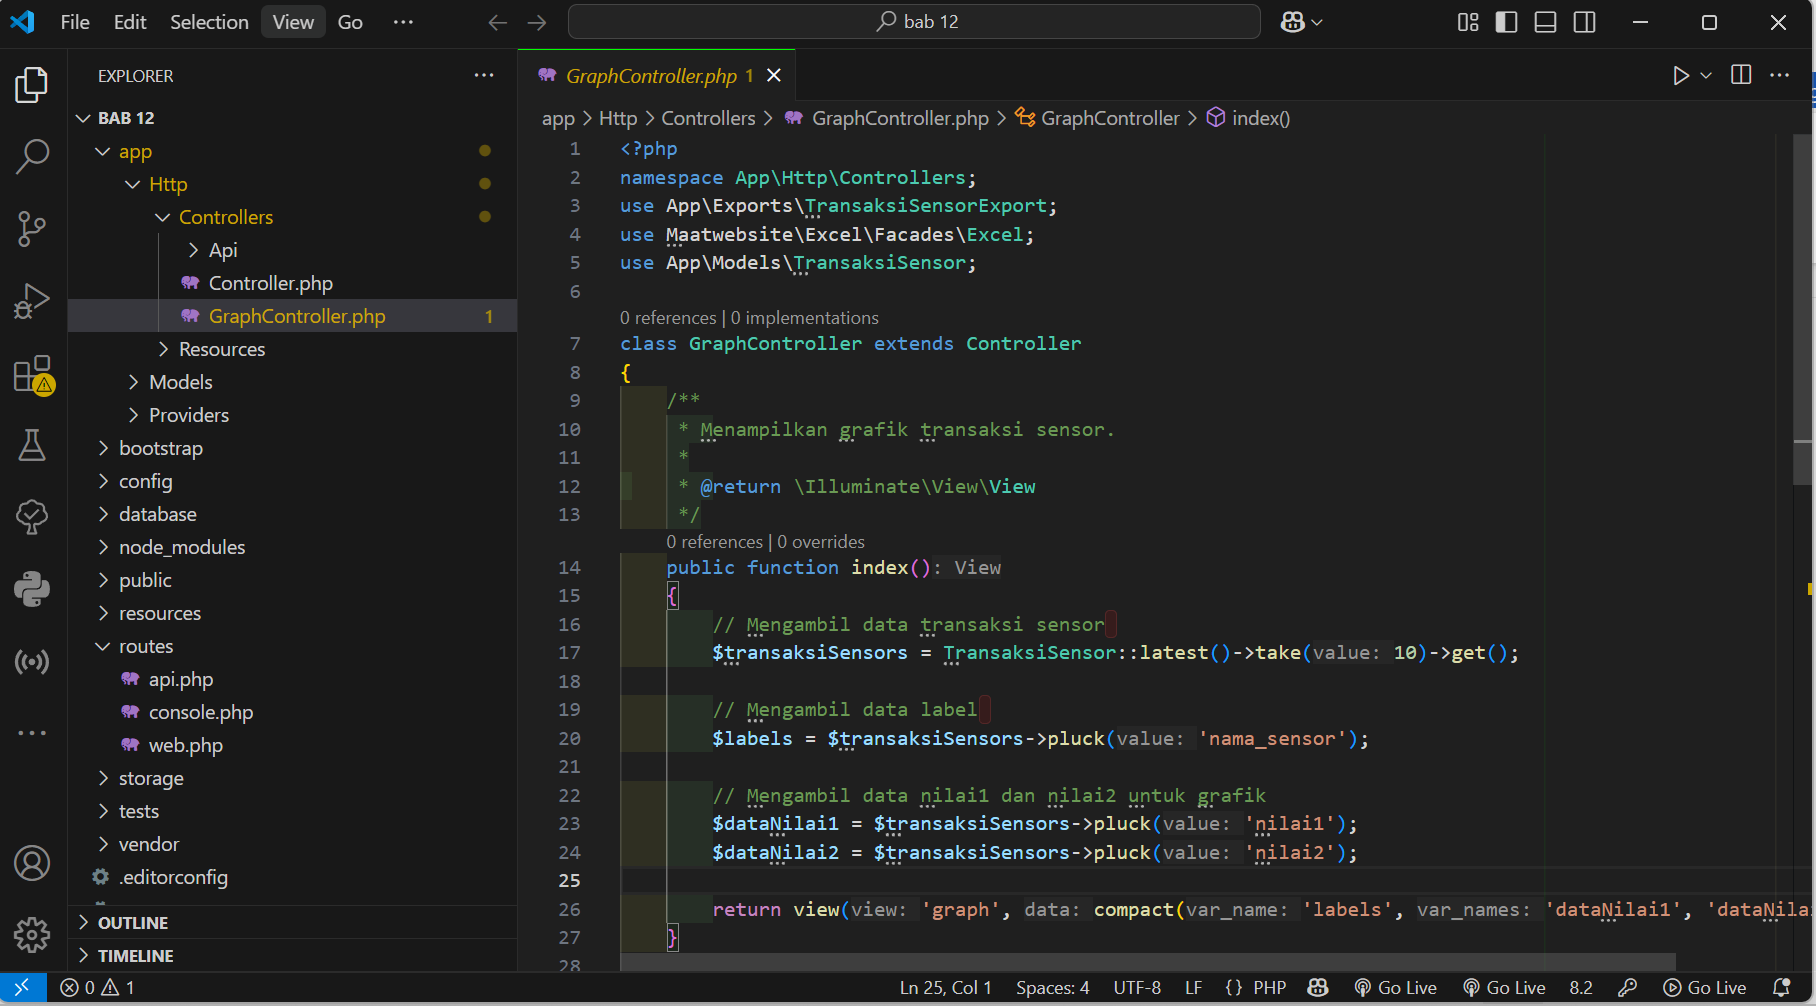 File Edit Selection View Go ··· bab 12
EXPLORER ···
BAB 12
app
Http
Controllers
Api
Controller.php
GraphController.php 1
Resources
Models
Providers
bootstrap
config
database
node_modules
public
resources
routes
api.php
console.php
web.php
storage
tests
vendor
.editorconfig
OUTLINE
TIMELINE
GraphController.php 1
app > Http > Controllers > GraphController.php > GraphController > index()
1 <?php
2 namespace App\Http\Controllers;
3 use App\Exports\TransaksiSensorExport;
4 use Maatwebsite\Excel\Facades\Excel;
5 use App\Models\TransaksiSensor;
6
0 references | 0 implementations
7 class GraphController extends Controller
8 {
9 /**
10 * Menampilkan grafik transaksi sensor.
11 *
12 * @return \Illuminate\View\View
13 */
0 references | 0 overrides
14 public function index(): View
15 {
16 // Mengambil data transaksi sensor
17 $transaksiSensors = TransaksiSensor::latest()->take(value: 10)->get();
18
19 // Mengambil data label
20 $labels = $transaksiSensors->pluck(value: 'nama_sensor');
21
22 // Mengambil data nilai1 dan nilai2 untuk grafik
23 $dataNilai1 = $transaksiSensors->pluck(value: 'nilai1');
24 $dataNilai2 = $transaksiSensors->pluck(value: 'nilai2');
25
26 return view(view: 'graph', data: compact(var_name: 'labels', var_names: 'dataNilai1', 'dataNila
27 }
28
0 1 Ln 25, Col 1 Spaces: 4 UTF-8 LF {} PHP Go Live Go Live 8.2 Go Live